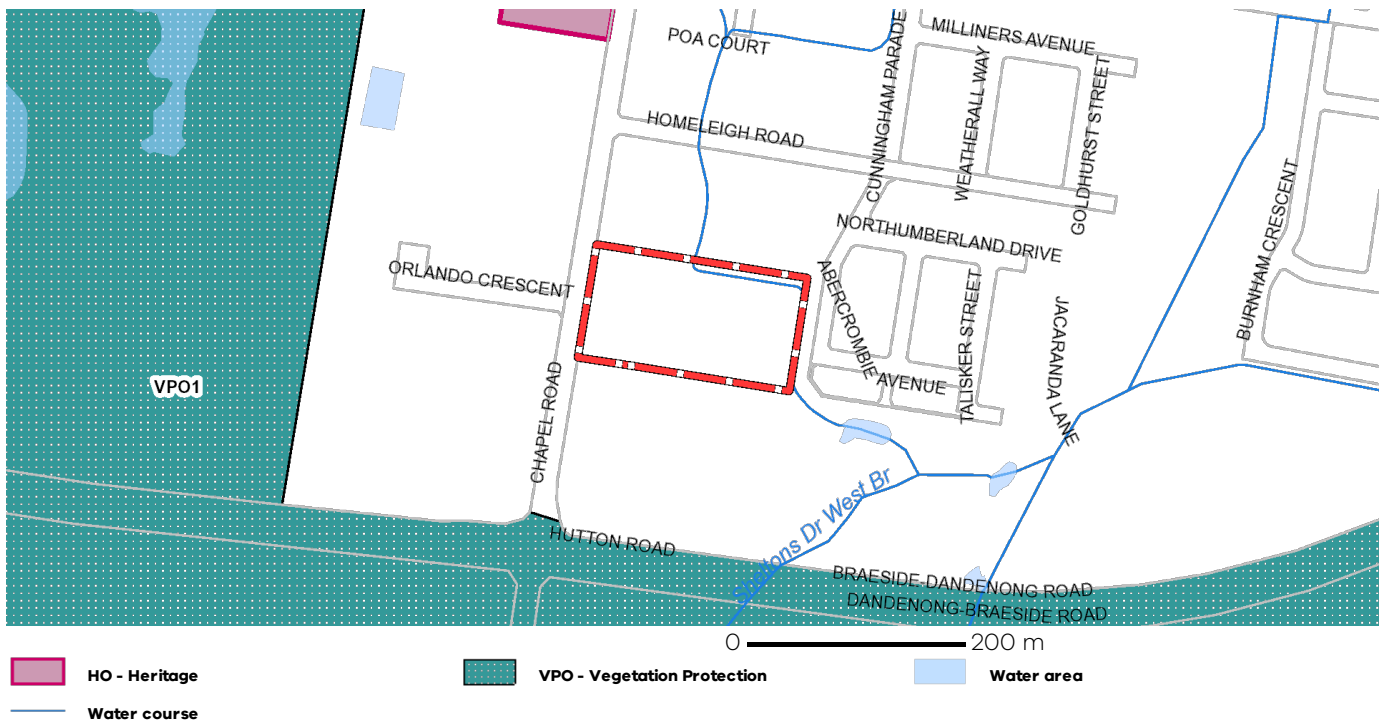 MILLINERS AVENUE
POA COURT
CUNNINGHAM PARADE
WEATHERALL WAY
GOLDHURST STREET
HOMELEIGH ROAD
BURNHAM CRESCENT
NORTHUMBERLAND DRIVE
ORLANDO CRESCENT
ABERCROMBIE AVENUE
TALISKER STREET
JACARANDA LANE
VPO1
CHAPEL ROAD
Spottons Dr West Br
HUTTON ROAD
BRAESIDE-DANDENONG ROAD
DANDENONG-BRAESIDE ROAD
0 200 m
HO - Heritage
VPO - Vegetation Protection
Water area
Water course